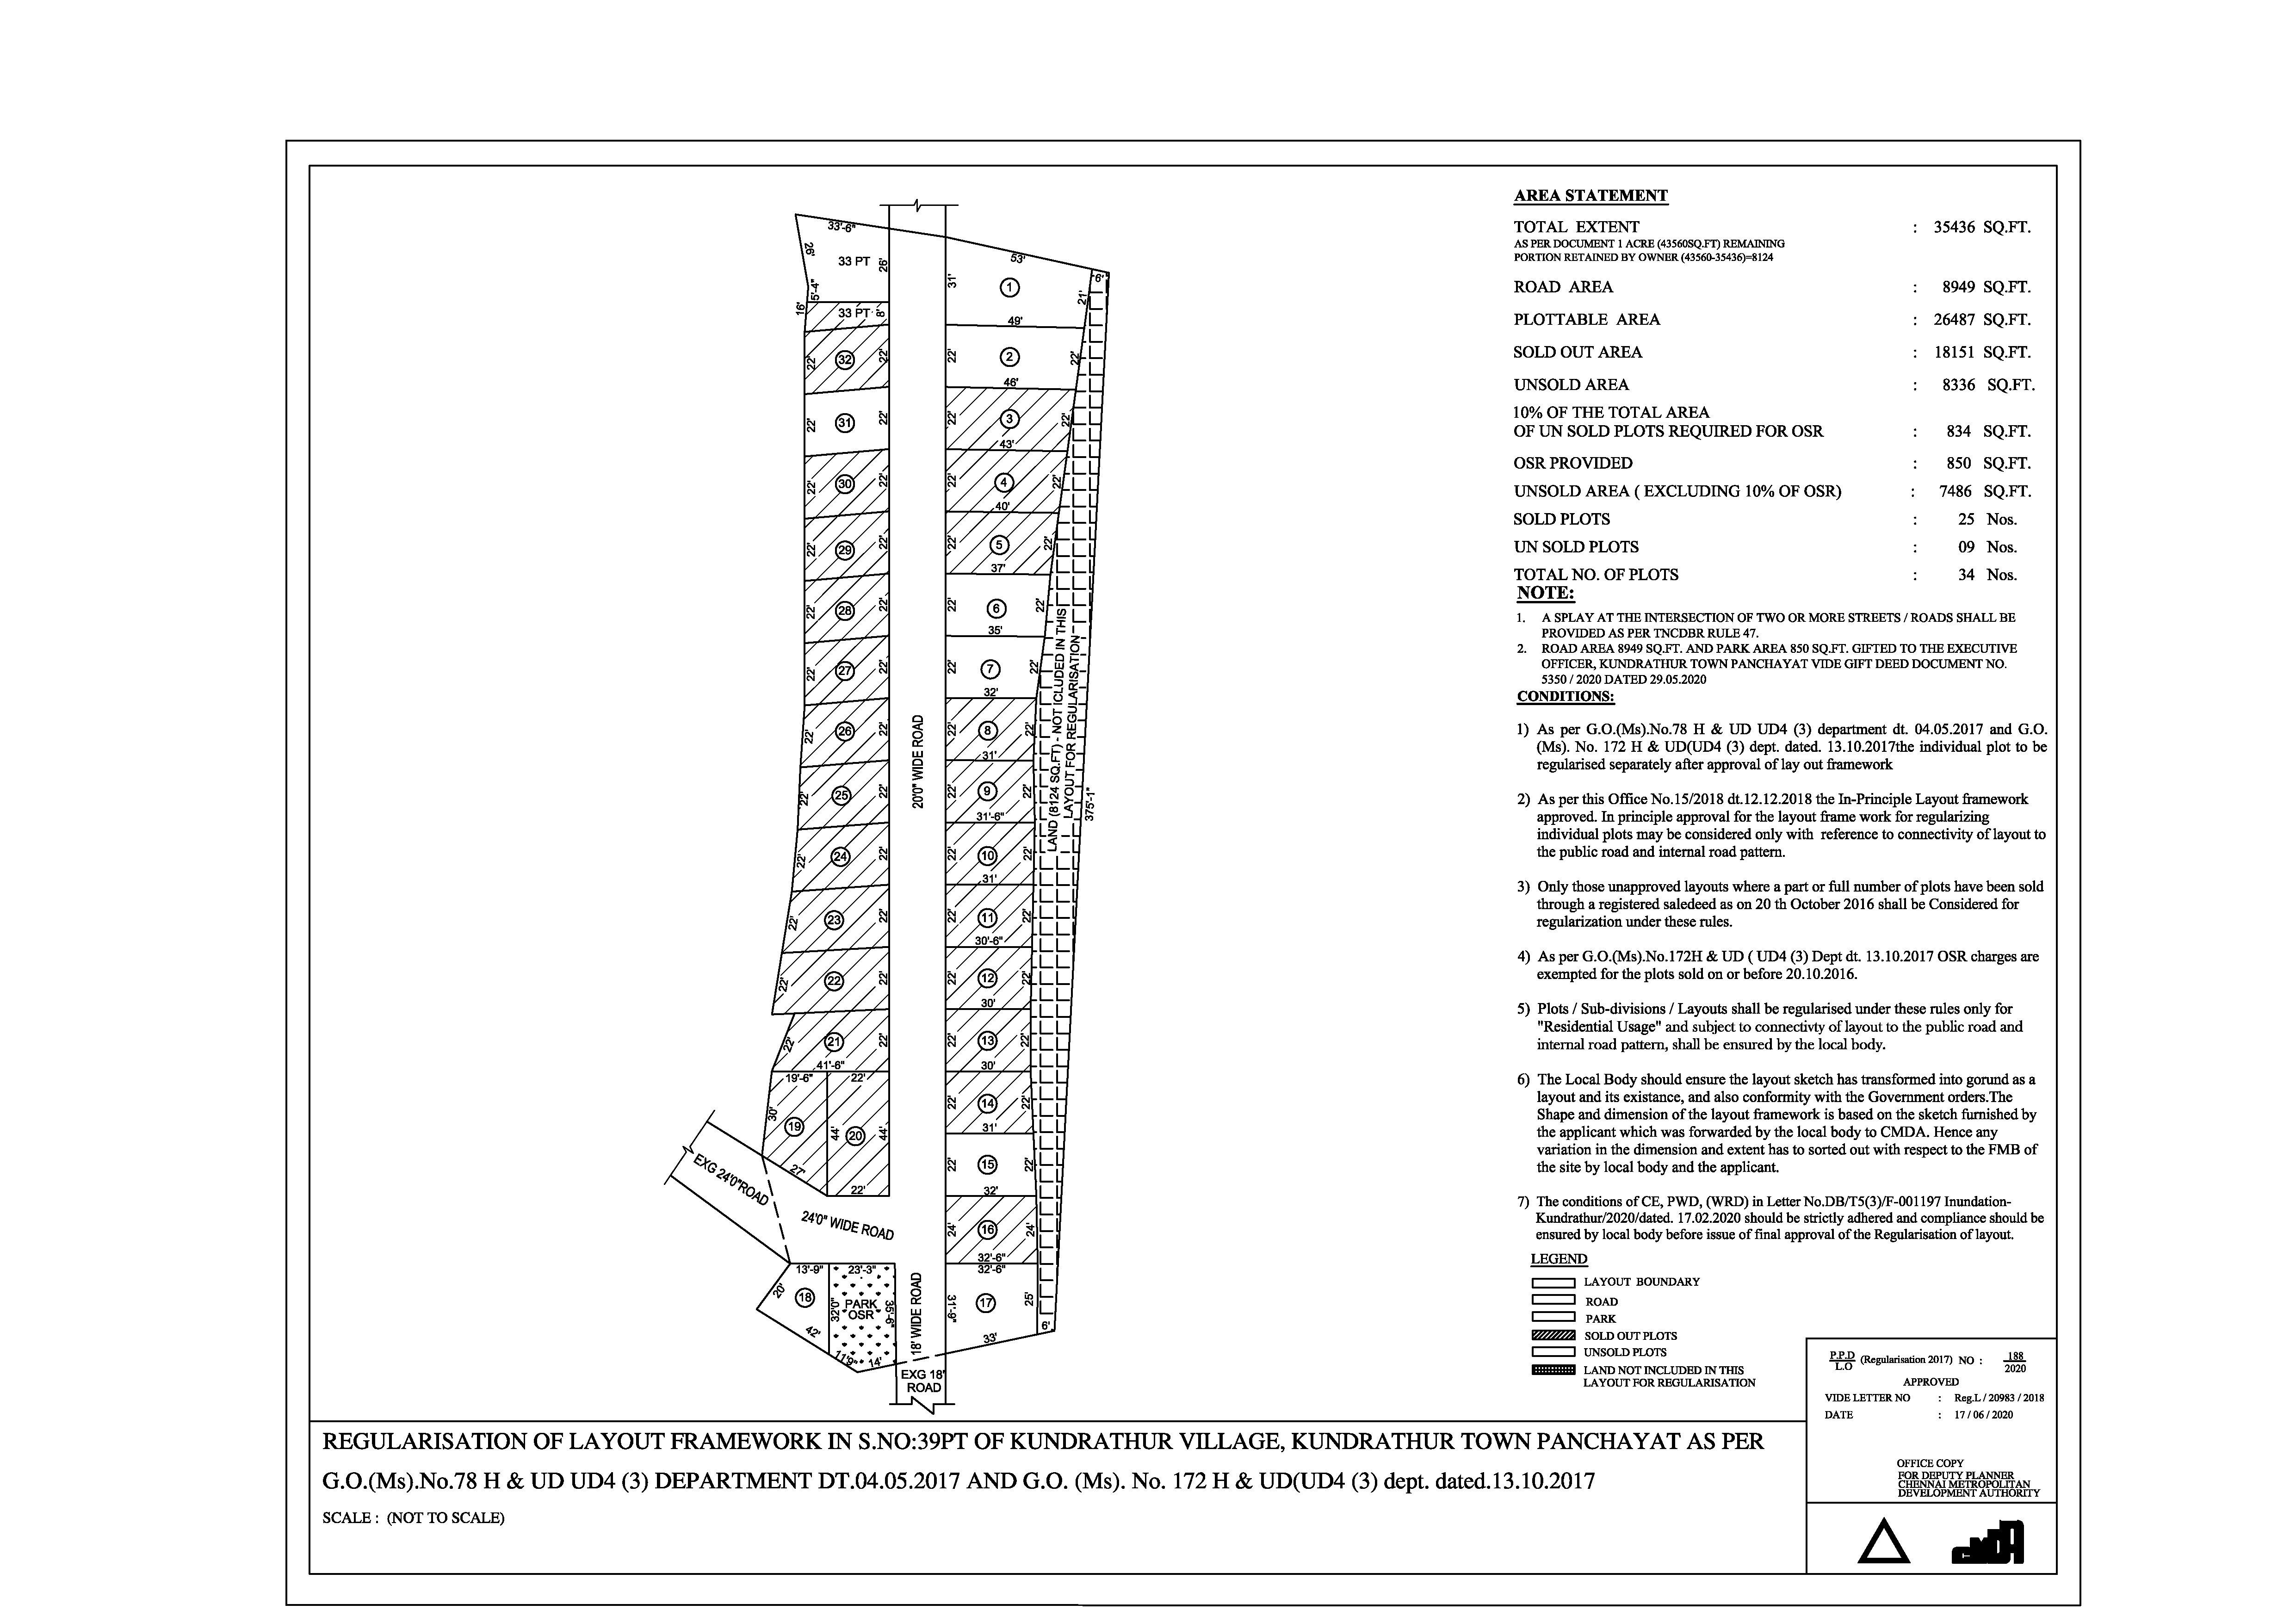 33'-6"
26'
33 PT
26'
5'-4"
16'
33 PT
8'
31'
53'
1
6'
21'
49'
22'
32
22'
22'
2
22'
46'
22'
31
22'
22'
3
22'
43'
22'
30
22'
22'
4
22'
40'
22'
29
22'
22'
5
22'
37'
22'
28
22'
22'
6
22'
35'
22'
27
22'
22'
7
22'
32'
22'
26
22'
22'
8
22'
31'
22'
25
22'
22'
9
22'
31'-6"
22'
24
22'
22'
10
22'
31'
22'
23
22'
22'
11
22'
30'-6"
22'
22
22'
22'
12
22'
30'
22'
21
22'
41'-6"
22'
13
22'
30'
19'-6"
22'
30'
19
44'
20
44'
27'
22'
22'
14
22'
31'
22'
15
22'
32'
24'
16
24'
32'-6"
32'-6"
31'-9"
17
25'
33'
6'
20'0" WIDE ROAD
LAND (8124 SQ.FT) - NOT ICLUDED IN THIS
LAYOUT FOR REGULARISATION
375'-1"
EXG 24'0"ROAD
24'0" WIDE ROAD
13'-9"
23'-3"
20'
18
32'0"
PARK
OSR
35'-6"
42'
11'9"
14'
18' WIDE ROAD
EXG 18'
ROAD
AREA STATEMENT
TOTAL EXTENT : 35436 SQ.FT.
AS PER DOCUMENT 1 ACRE (43560SQ.FT) REMAINING
PORTION RETAINED BY OWNER (43560-35436)=8124
ROAD AREA : 8949 SQ.FT.
PLOTTABLE AREA : 26487 SQ.FT.
SOLD OUT AREA : 18151 SQ.FT.
UNSOLD AREA : 8336 SQ.FT.
10% OF THE TOTAL AREA
OF UN SOLD PLOTS REQUIRED FOR OSR : 834 SQ.FT.
OSR PROVIDED : 850 SQ.FT.
UNSOLD AREA ( EXCLUDING 10% OF OSR) : 7486 SQ.FT.
SOLD PLOTS : 25 Nos.
UN SOLD PLOTS : 09 Nos.
TOTAL NO. OF PLOTS : 34 Nos.
NOTE:
1. A SPLAY AT THE INTERSECTION OF TWO OR MORE STREETS / ROADS SHALL BE
PROVIDED AS PER TNCDBR RULE 47.
2. ROAD AREA 8949 SQ.FT. AND PARK AREA 850 SQ.FT. GIFTED TO THE EXECUTIVE
OFFICER, KUNDRATHUR TOWN PANCHAYAT VIDE GIFT DEED DOCUMENT NO.
5350 / 2020 DATED 29.05.2020
CONDITIONS:
1) As per G.O.(Ms).No.78 H & UD UD4 (3) department dt. 04.05.2017 and G.O.
(Ms). No. 172 H & UD(UD4 (3) dept. dated. 13.10.2017the individual plot to be
regularised separately after approval of lay out framework
2) As per this Office No.15/2018 dt.12.12.2018 the In-Principle Layout framework
approved. In principle approval for the layout frame work for regularizing
individual plots may be considered only with reference to connectivity of layout to
the public road and internal road pattern.
3) Only those unapproved layouts where a part or full number of plots have been sold
through a registered saledeed as on 20 th October 2016 shall be Considered for
regularization under these rules.
4) As per G.O.(Ms).No.172H & UD ( UD4 (3) Dept dt. 13.10.2017 OSR charges are
exempted for the plots sold on or before 20.10.2016.
5) Plots / Sub-divisions / Layouts shall be regularised under these rules only for
"Residential Usage" and subject to connectivty of layout to the public road and
internal road pattern, shall be ensured by the local body.
6) The Local Body should ensure the layout sketch has transformed into gorund as a
layout and its existance, and also conformity with the Government orders.The
Shape and dimension of the layout framework is based on the sketch furnished by
the applicant which was forwarded by the local body to CMDA. Hence any
variation in the dimension and extent has to sorted out with respect to the FMB of
the site by local body and the applicant.
7) The conditions of CE, PWD, (WRD) in Letter No.DB/T5(3)/F-001197 Inundation-
Kundrathur/2020/dated. 17.02.2020 should be strictly adhered and compliance should be
ensured by local body before issue of final approval of the Regularisation of layout.
LEGEND
LAYOUT BOUNDARY
ROAD
PARK
SOLD OUT PLOTS
UNSOLD PLOTS
LAND NOT INCLUDED IN THIS
LAYOUT FOR REGULARISATION
P.P.D
L.O
(Regularisation 2017) NO : 188
2020
APPROVED
VIDE LETTER NO : Reg.L / 20983 / 2018
DATE : 17 / 06 / 2020
OFFICE COPY
FOR DEPUTY PLANNER
CHENNAI METROPOLITAN
DEVELOPMENT AUTHORITY
CMDA
REGULARISATION OF LAYOUT FRAMEWORK IN S.NO:39PT OF KUNDRATHUR VILLAGE, KUNDRATHUR TOWN PANCHAYAT AS PER
G.O.(Ms).No.78 H & UD UD4 (3) DEPARTMENT DT.04.05.2017 AND G.O. (Ms). No. 172 H & UD(UD4 (3) dept. dated.13.10.2017
SCALE : (NOT TO SCALE)